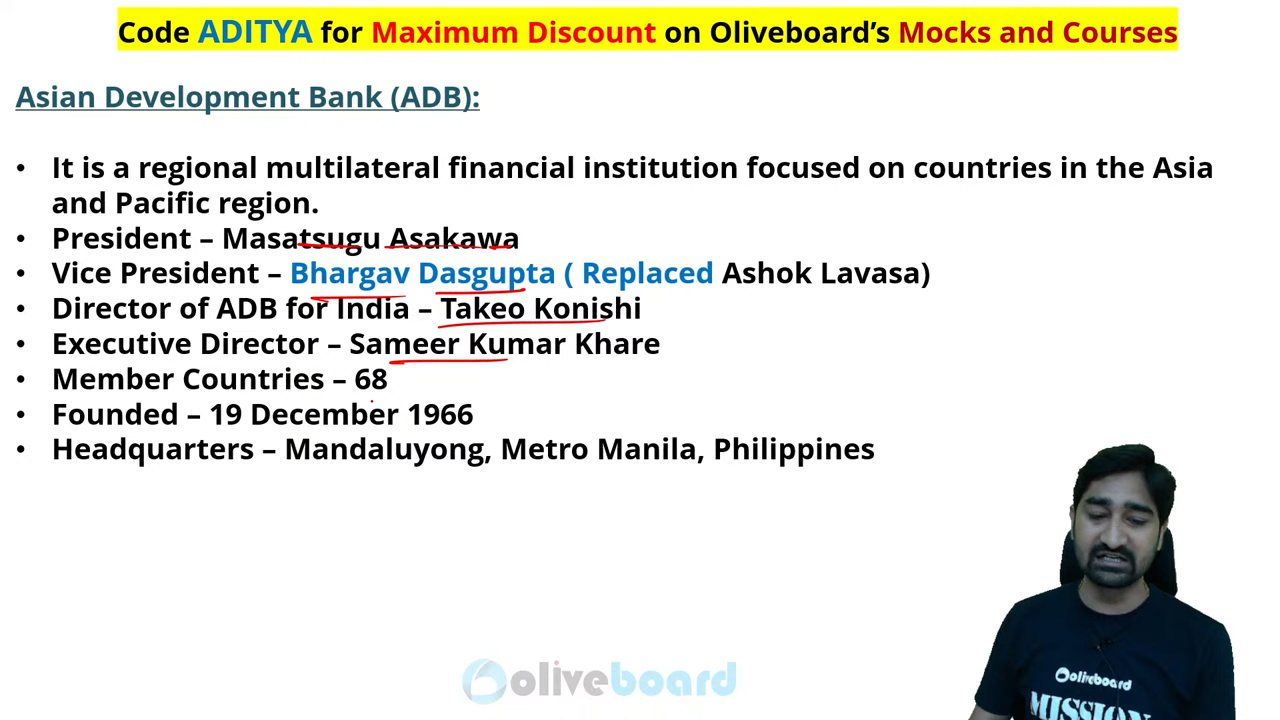 Code ADITYA for Maximum Discount on Oliveboard’s Mocks and Courses
Asian Development Bank (ADB):
• It is a regional multilateral financial institution focused on countries in the Asia
and Pacific region.
• President – Masatsugu Asakawa
• Vice President – Bhargav Dasgupta ( Replaced Ashok Lavasa)
• Director of ADB for India – Takeo Konishi
• Executive Director – Sameer Kumar Khare
• Member Countries – 68
• Founded – 19 December 1966
• Headquarters – Mandaluyong, Metro Manila, Philippines
oliveboard
oliveboard
MISSION